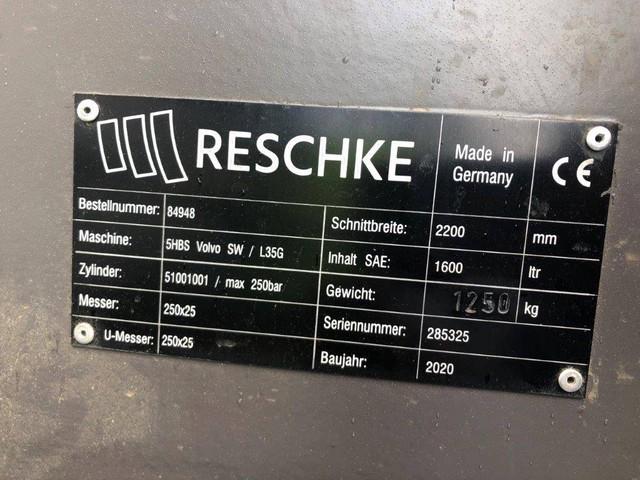 RESCHKE
Made in
Germany
CE
Bestellnummer: 84948
Maschine: 5HBS Volvo SW / L35G
Zylinder: 51001001 / max 250bar
Messer: 250x25
U-Messer: 250x25
Schnittbreite: 2200 mm
Inhalt SAE: 1600 ltr
Gewicht: 1250 kg
Seriennummer: 285325
Baujahr: 2020